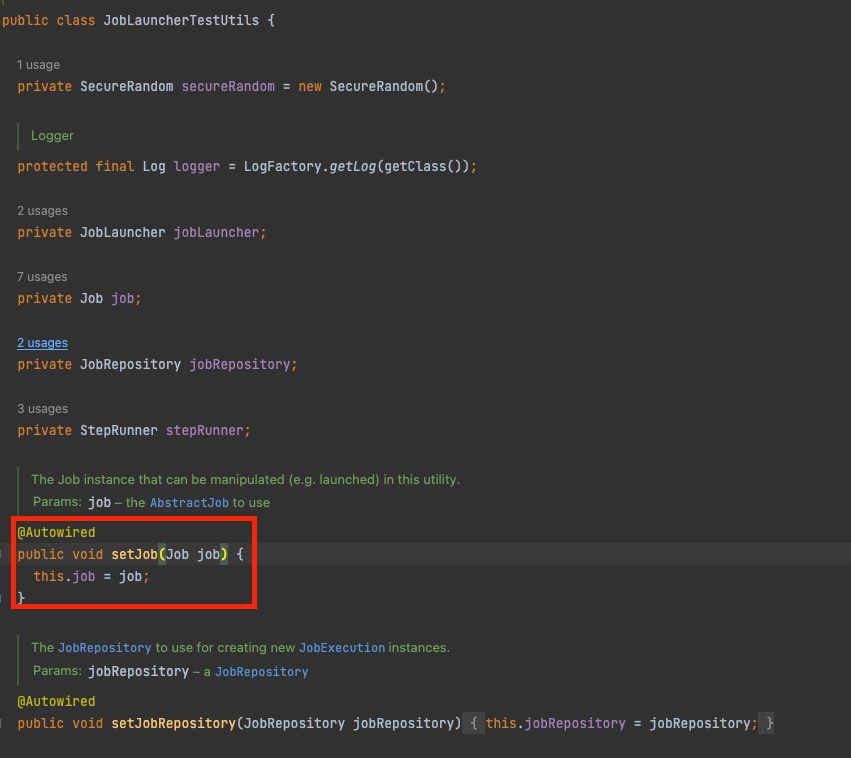 public class JobLauncherTestUtils {
1 usage
private SecureRandom secureRandom = new SecureRandom();
Logger
protected final Log logger = LogFactory.getLog(getClass());
2 usages
private JobLauncher jobLauncher;
7 usages
private Job job;
2 usages
private JobRepository jobRepository;
3 usages
private StepRunner stepRunner;
The Job instance that can be manipulated (e.g. launched) in this utility.
Params: job – the AbstractJob to use
@Autowired
public void setJob(Job job) {
this.job = job;
}
The JobRepository to use for creating new JobExecution instances.
Params: jobRepository – a JobRepository
@Autowired
public void setJobRepository(JobRepository jobRepository) { this.jobRepository = jobRepository; }